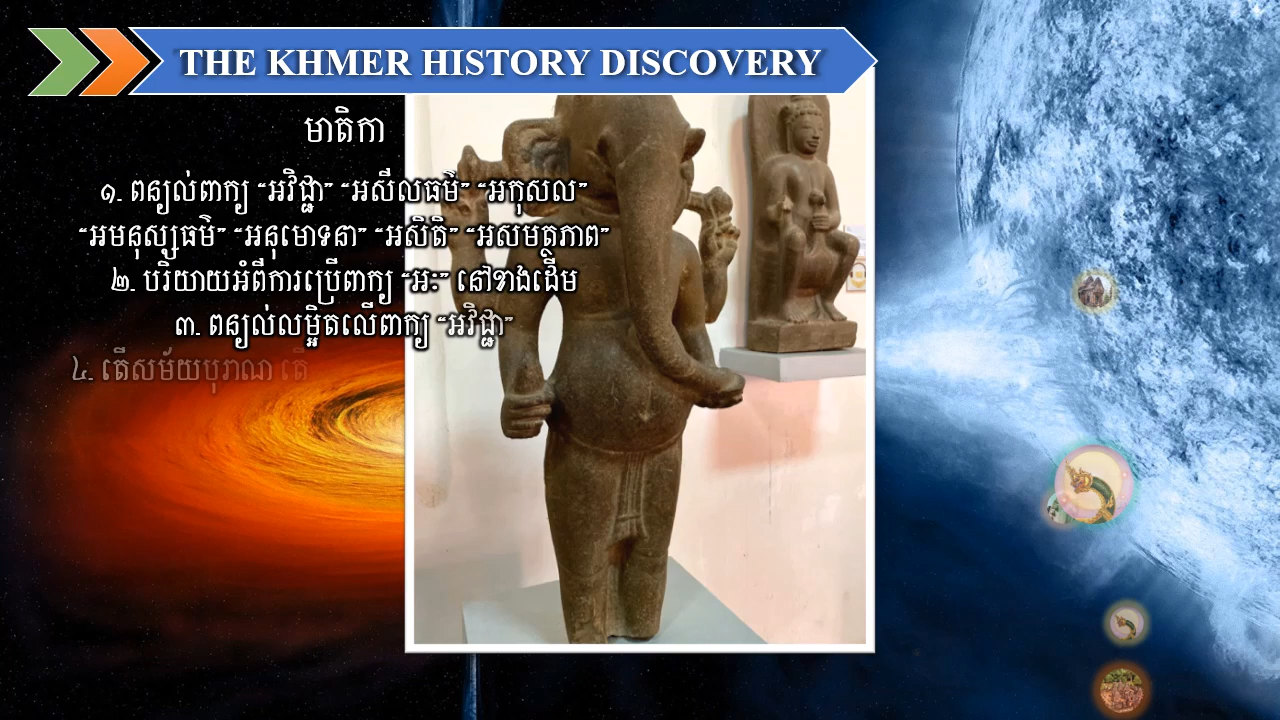 THE KHMER HISTORY DISCOVERY
មាតិកា
១. ពន្យល់ពាក្យ “អវិជ្ជា” “អសីលធម៌” “អកុសល”
“អមនុស្សធម៌” “អនុមោទនា” “អសិតិ” “អសមត្ថភាព”
២. បរិយាយអំពីការប្រើពាក្យ “អៈ” នៅខាងដើម
៣. ពន្យល់លម្អិតលើពាក្យ “អវិជ្ជា”
៤. តើសម័យបុរាណ តើ